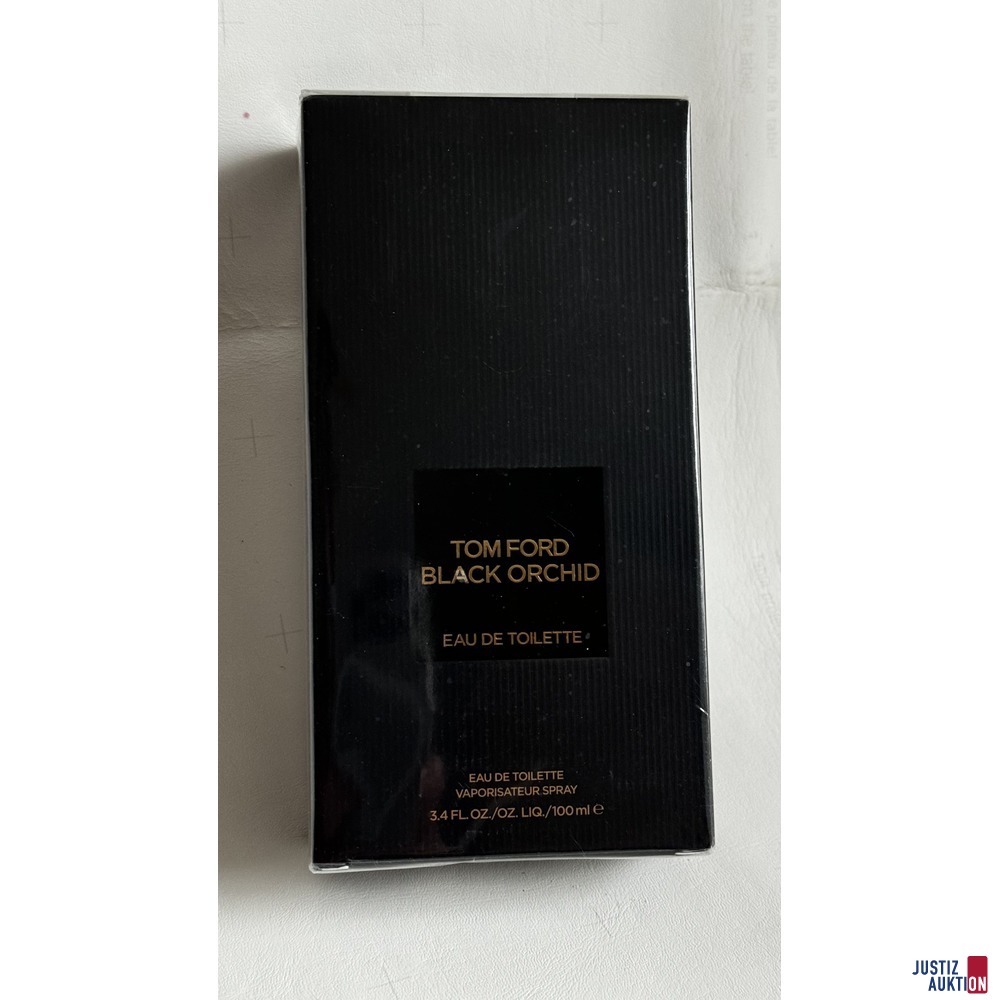 TOM FORD
BLACK ORCHID
EAU DE TOILETTE
EAU DE TOILETTE
VAPORISATEUR SPRAY
3.4 FL. OZ./OZ. LIQ./100 ml ℮
JUSTIZ
AUKTION